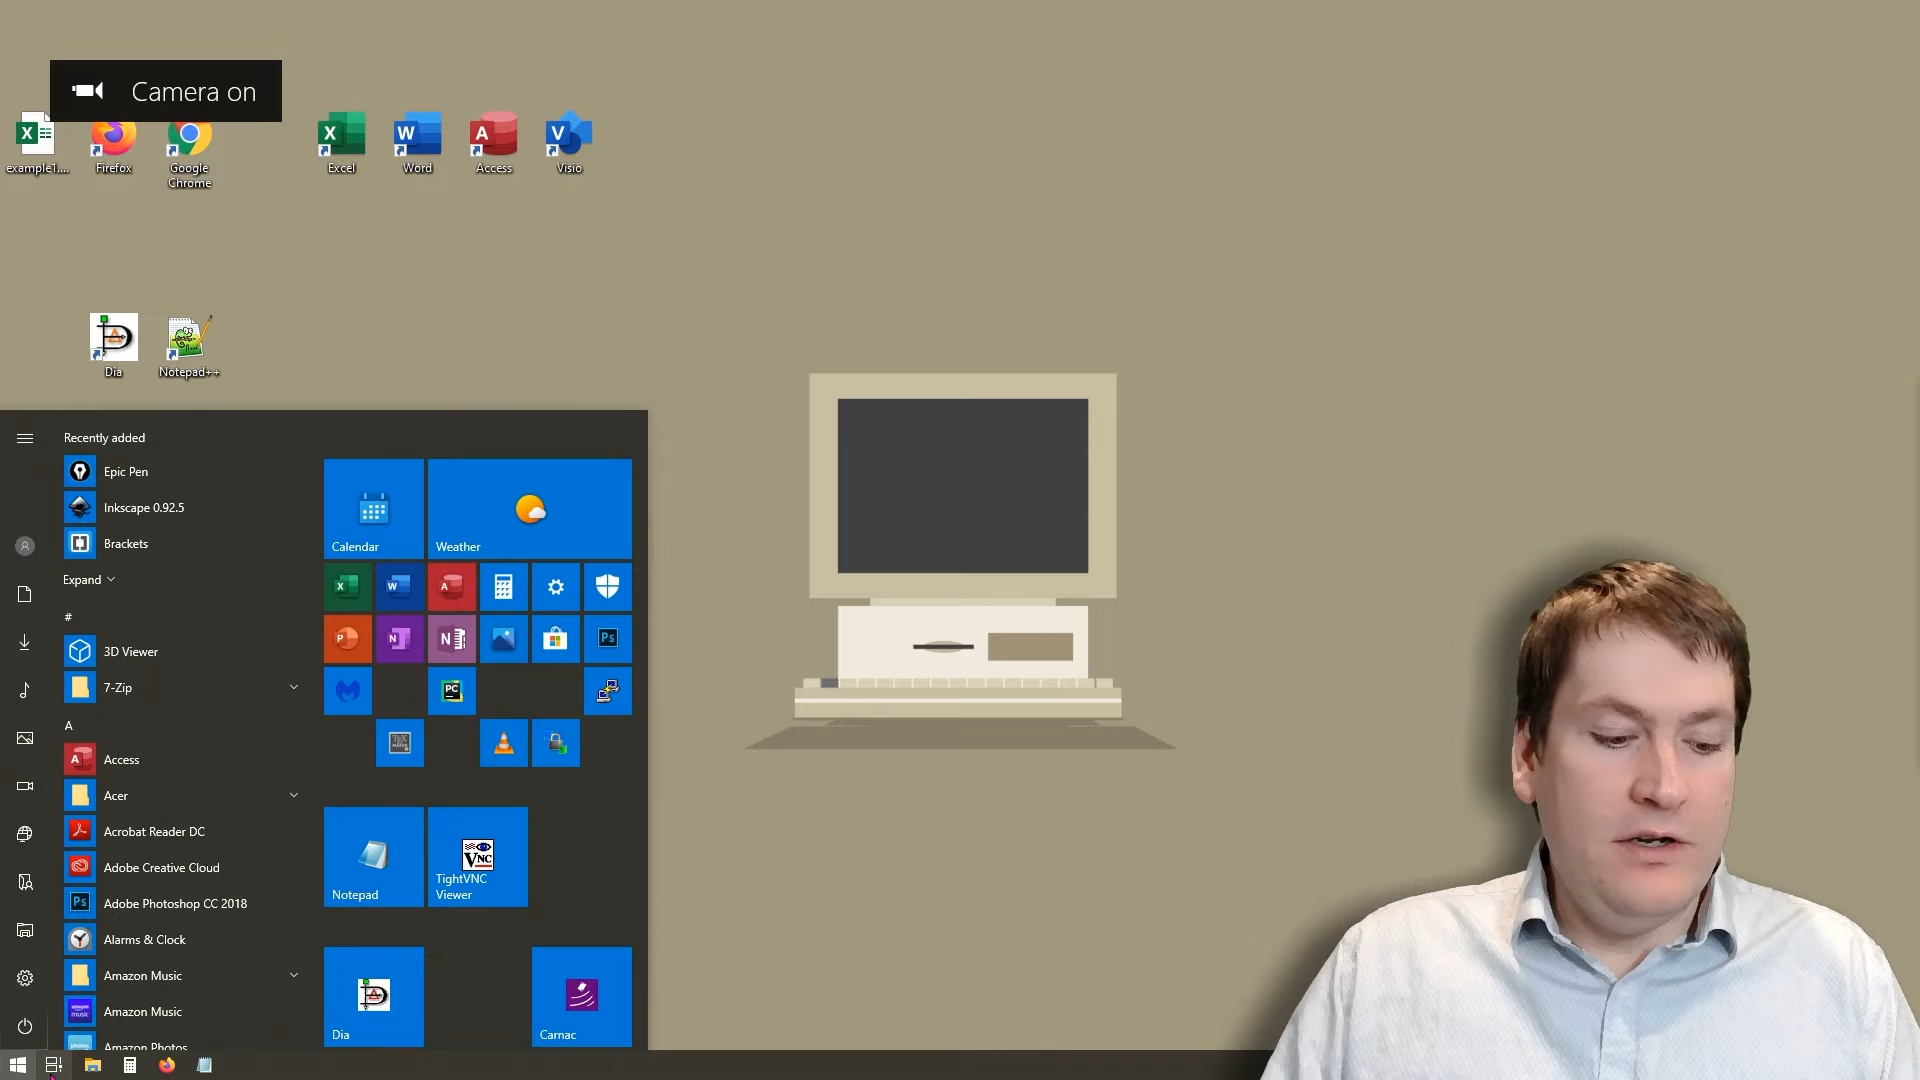 Camera on
example1....
Firefox
Google
Chrome
Excel
Word
Access
Visio
Dia
Notepad++
Recently added
Epic Pen
Inkscape 0.92.5
Brackets
Expand
#
3D Viewer
7-Zip
A
Access
Acer
Acrobat Reader DC
Adobe Creative Cloud
Adobe Photoshop CC 2018
Alarms & Clock
Amazon Music
Amazon Music
Amazon Photos
Calendar
Weather
Notepad
TightVNC
Viewer
Dia
Carnac